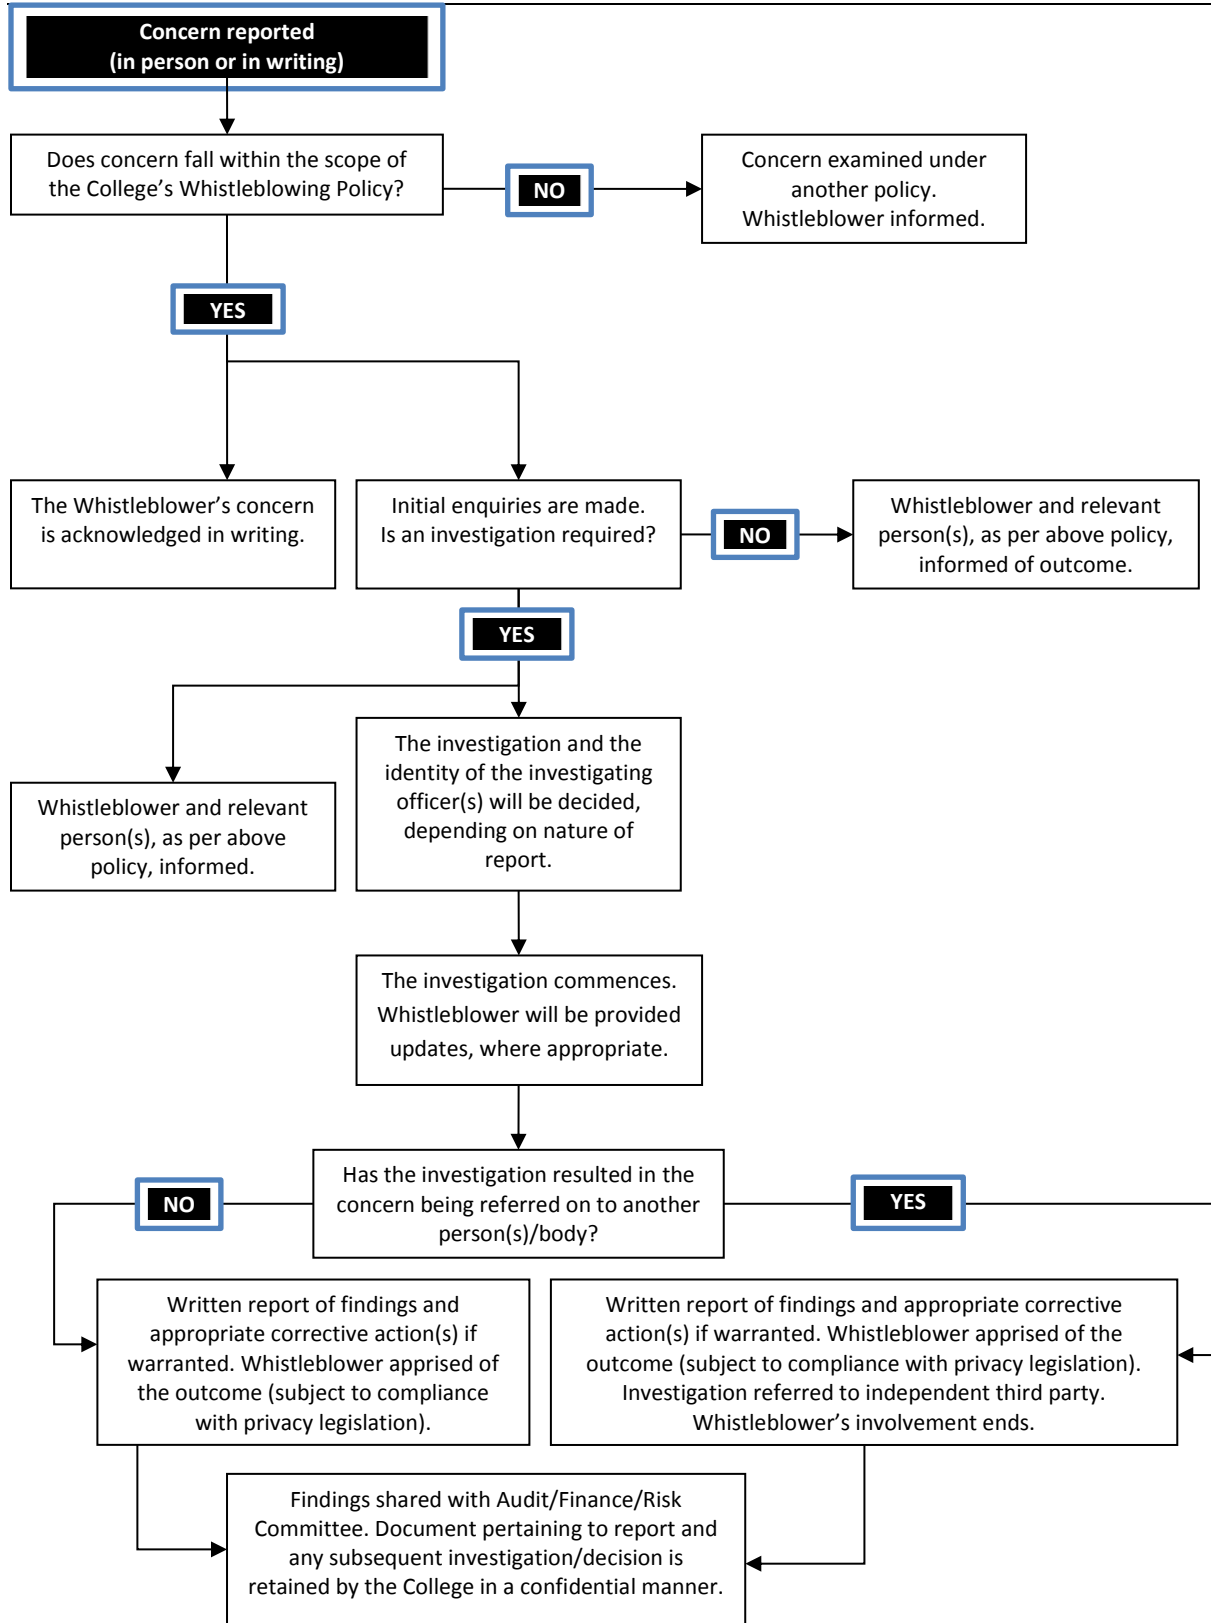 Concern reported
(in person or in writing)
Does concern fall within the scope of
the College’s Whistleblowing Policy?
NO
Concern examined under
another policy.
Whistleblower informed.
YES
The Whistleblower’s concern
is acknowledged in writing.
Initial enquiries are made.
Is an investigation required?
NO
Whistleblower and relevant
person(s), as per above policy,
informed of outcome.
YES
The investigation and the
identity of the investigating
officer(s) will be decided,
depending on nature of
report.
Whistleblower and relevant
person(s), as per above
policy, informed.
The investigation commences.
Whistleblower will be provided
updates, where appropriate.
Has the investigation resulted in the
concern being referred on to another
person(s)/body?
NO
YES
Written report of findings and
appropriate corrective action(s) if
warranted. Whistleblower apprised of
the outcome (subject to compliance
with privacy legislation).
Written report of findings and appropriate corrective
action(s) if warranted. Whistleblower apprised of the
outcome (subject to compliance with privacy legislation).
Investigation referred to independent third party.
Whistleblower’s involvement ends.
Findings shared with Audit/Finance/Risk
Committee. Document pertaining to report and
any subsequent investigation/decision is
retained by the College in a confidential manner.